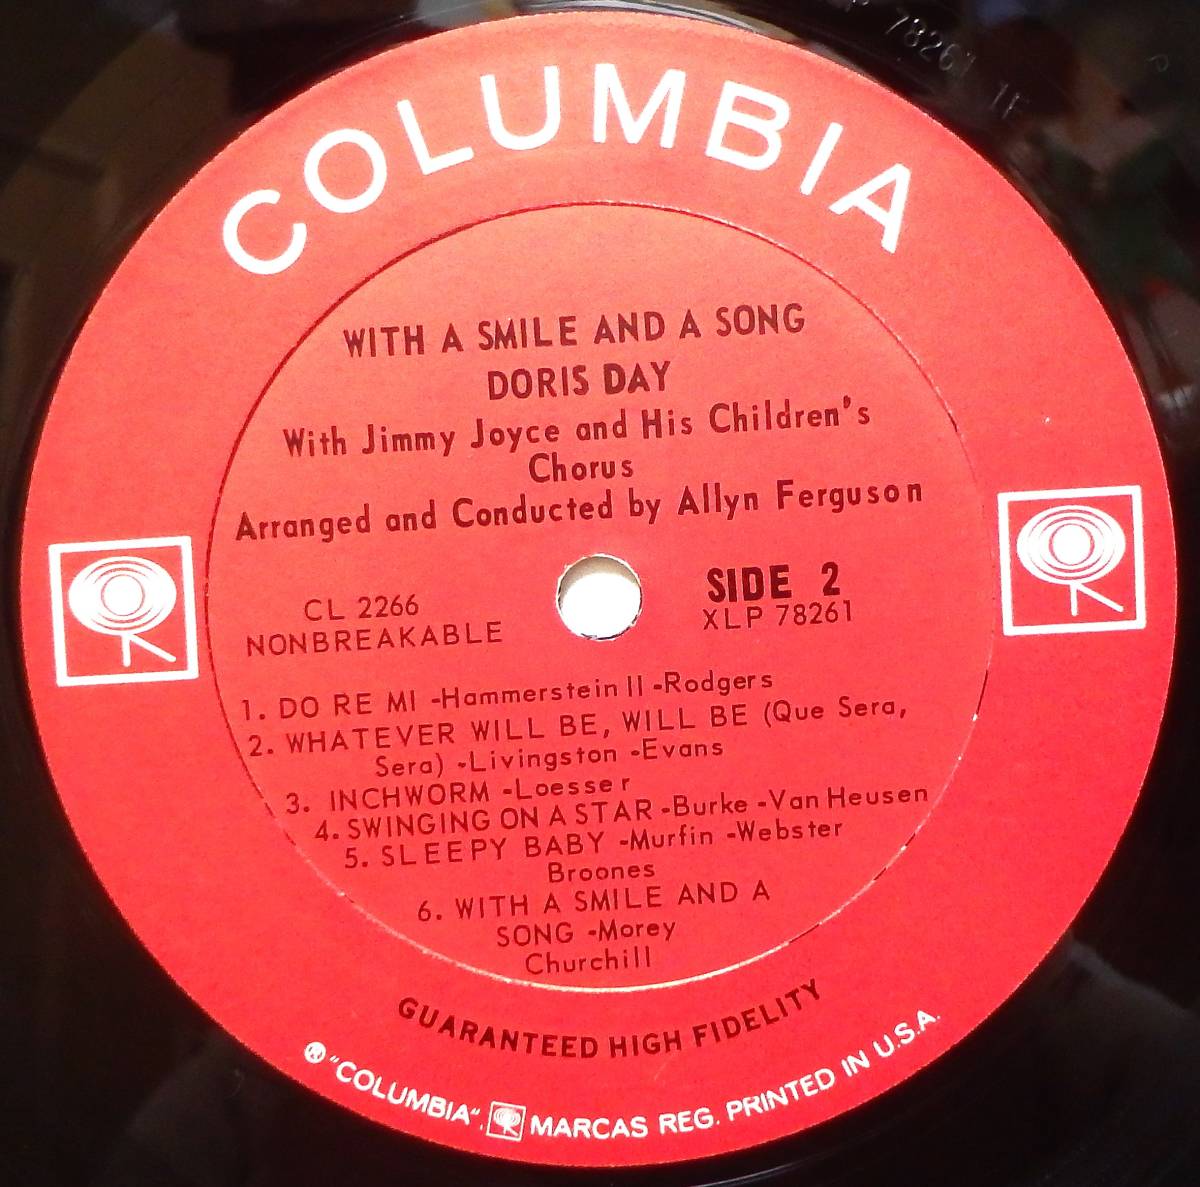 COLUMBIA
WITH A SMILE AND A SONG
DORIS DAY
With Jimmy Joyce and His Children's
Chorus
Arranged and Conducted by Allyn Ferguson
CL 2266
NONBREAKABLE
SIDE 2
XLP 78261
1. DO RE MI -Hammerstein II -Rodgers
2. WHATEVER WILL BE, WILL BE (Que Sera,
Sera) -Livingston -Evans
3. INCHWORM -Loesser
4. SWINGING ON A STAR -Burke -Van Heusen
5. SLEEPY BABY -Murfin -Webster
Broones
6. WITH A SMILE AND A
SONG -Morey
Churchill
GUARANTEED HIGH FIDELITY
® "COLUMBIA", MARCAS REG. PRINTED IN U.S.A.
78261 1F